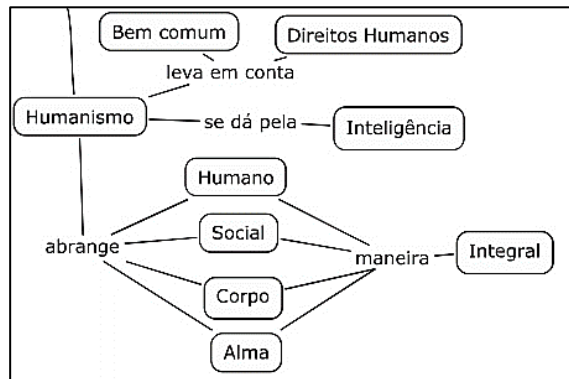 Bem comum
Direitos Humanos
leva em conta
Humanismo
se dá pela
Inteligência
Humano
Social
abrange
maneira
Integral
Corpo
Alma